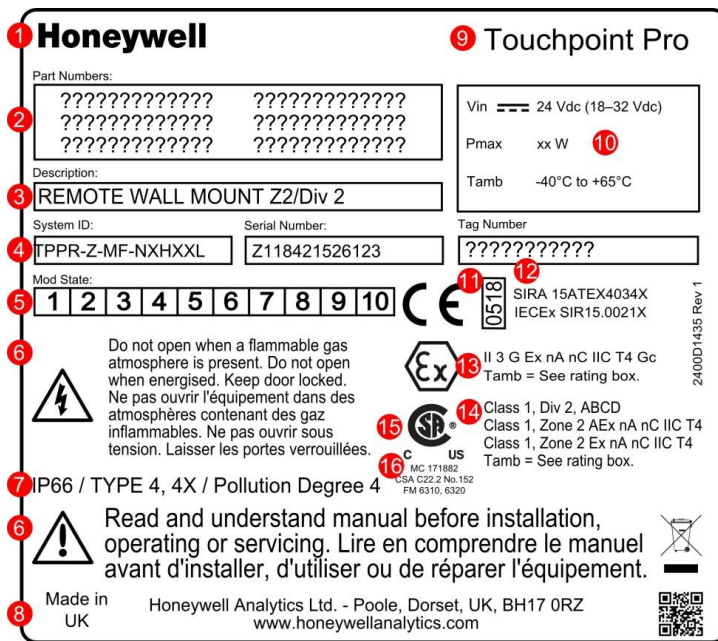 1 Honeywell
9 Touchpoint Pro
Part Numbers:
2
????????????? ?????????????
????????????? ?????????????
????????????? ?????????????
Vin 24 Vdc (18–32 Vdc)
Pmax xx W 10
Tamb -40°C to +65°C
Description:
3 REMOTE WALL MOUNT Z2/Div 2
System ID: Serial Number: Tag Number
4 TPPR-Z-MF-NXHXXL Z118421526123 ???????????
Mod State:
5 1 2 3 4 5 6 7 8 9 10
CE 11 0518
12
SIRA 15ATEX4034X
IECEx SIR15.0021X
2400D1435 Rev 1
6
Do not open when a flammable gas
atmosphere is present. Do not open
when energised. Keep door locked.
Ne pas ouvrir l'équipement dans des
atmosphères contenant des gaz
inflammables. Ne pas ouvrir sous
tension. Laisser les portes verrouillées.
Ex 13 II 3 G Ex nA nC IIC T4 Gc
Tamb = See rating box.
15 SA ®
C US
16 MC 171882
CSA C22.2 No.152
FM 6310, 6320
14 Class 1, Div 2, ABCD
Class 1, Zone 2 AEx nA nC IIC T4
Class 1, Zone 2 Ex nA nC IIC T4
Tamb = See rating box.
7 IP66 / TYPE 4, 4X / Pollution Degree 4
6
Read and understand manual before installation,
operating or servicing. Lire en comprendre le manuel
avant d'installer, d'utiliser ou de réparer l'équipement.
8 Made in
UK
Honeywell Analytics Ltd. - Poole, Dorset, UK, BH17 0RZ
www.honeywellanalytics.com